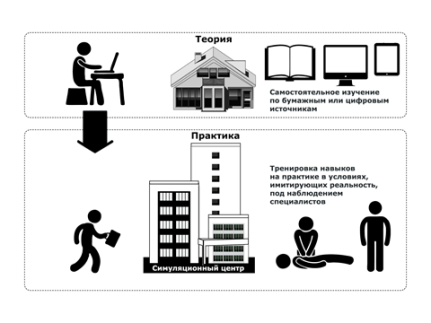 Теория
Самостоятельное изучение
по бумажным или цифровым
источникам
Практика
Тренировка навыков
на практике в условиях,
имитирующих реальность,
под наблюдением
специалистов
Симуляционный центр